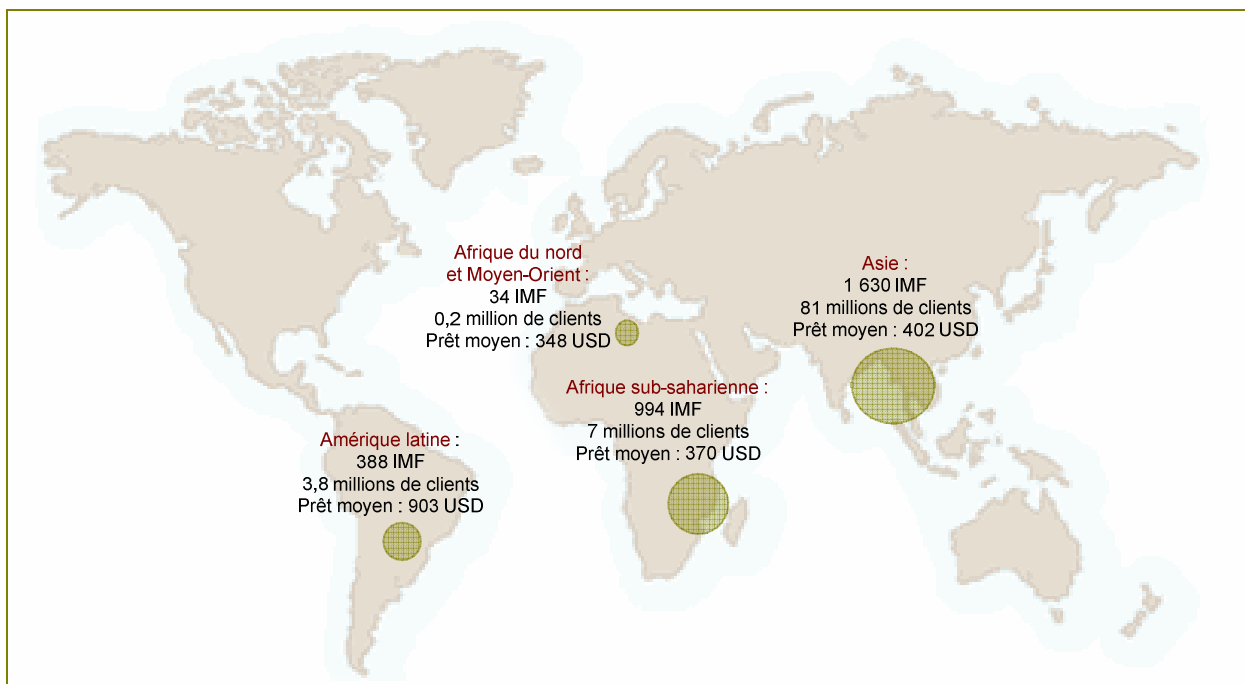 Afrique du nord
et Moyen-Orient :
34 IMF
0,2 million de clients
Prêt moyen : 348 USD
Asie :
1 630 IMF
81 millions de clients
Prêt moyen : 402 USD
Afrique sub-saharienne :
994 IMF
7 millions de clients
Prêt moyen : 370 USD
Amérique latine :
388 IMF
3,8 millions de clients
Prêt moyen : 903 USD